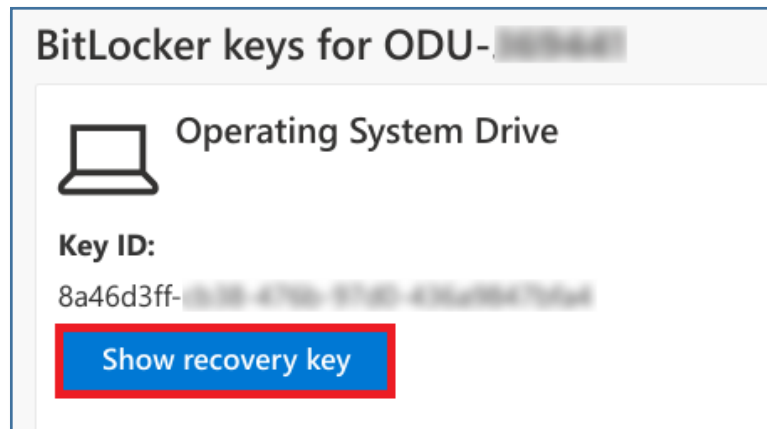 BitLocker keys for ODU-
Operating System Drive
Key ID:
8a46d3ff-
Show recovery key